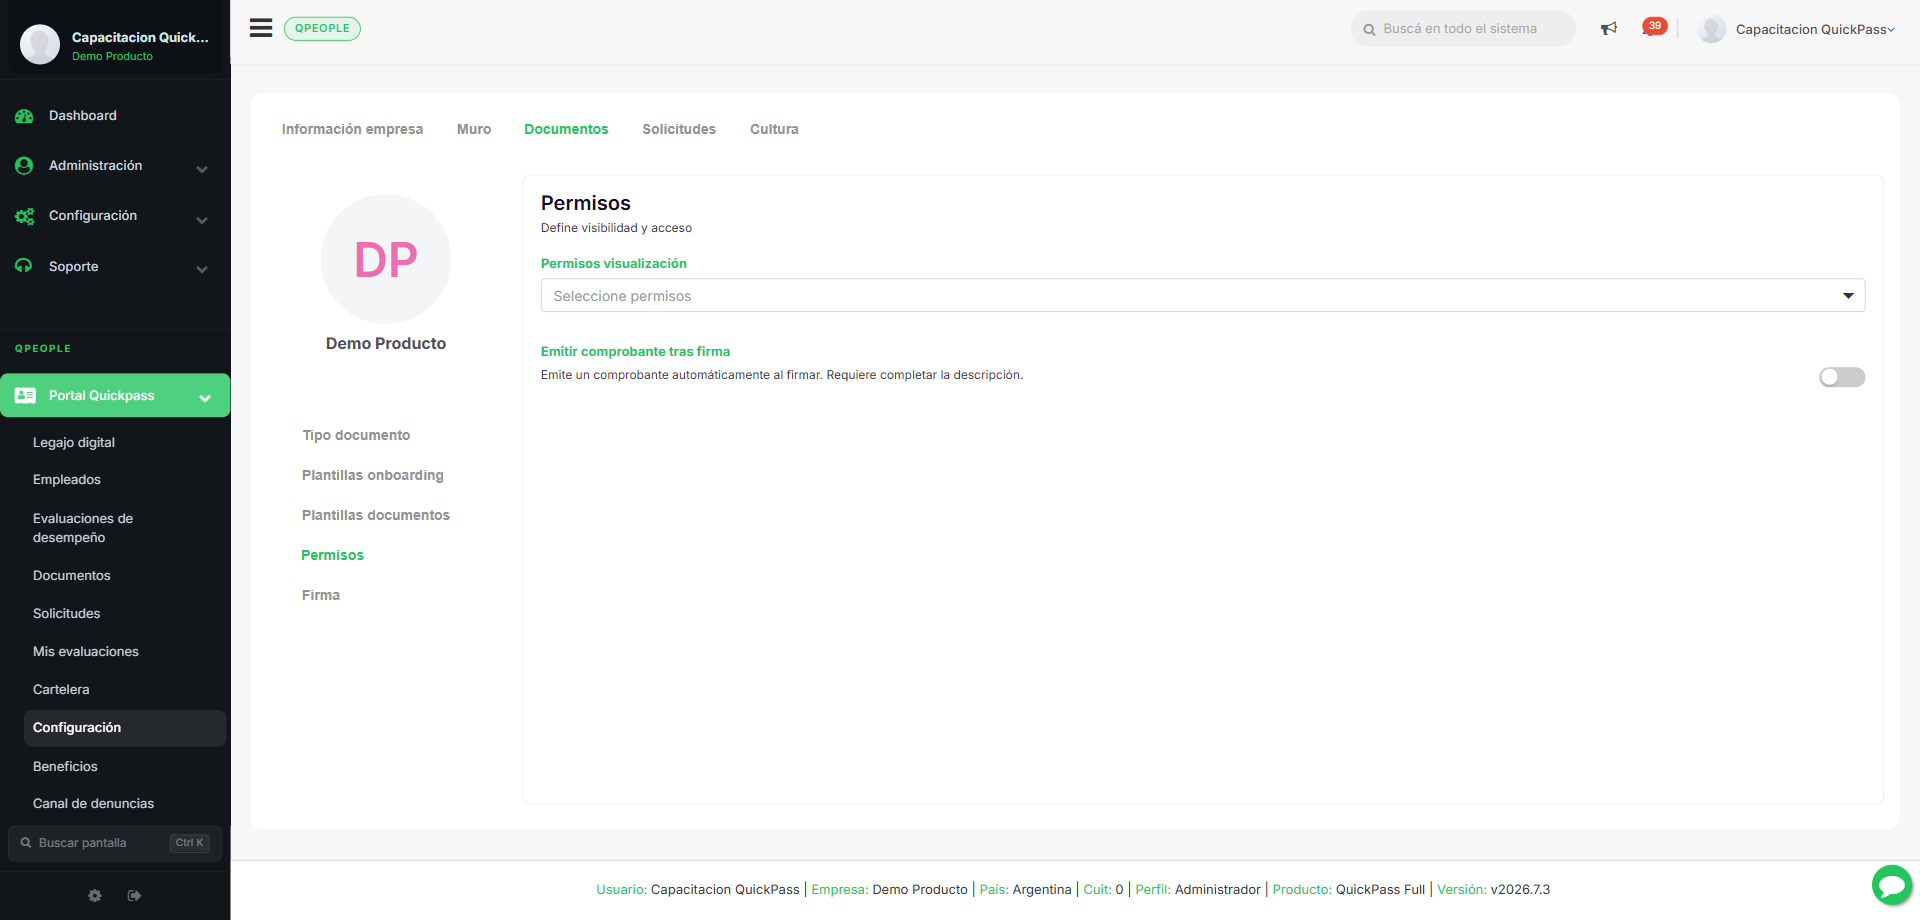 Capacitacion Quick...
Demo Producto
Dashboard
Administración
Configuración
Soporte
QPEOPLE
Portal Quickpass
Legajo digital
Empleados
Evaluaciones de
desempeño
Documentos
Solicitudes
Mis evaluaciones
Cartelera
Configuración
Beneficios
Canal de denuncias
Buscar pantalla
Ctrl K
QPEOPLE
Buscá en todo el sistema
39
Capacitacion QuickPass
Información empresa
Muro
Documentos
Solicitudes
Cultura
DP
Demo Producto
Tipo documento
Plantillas onboarding
Plantillas documentos
Permisos
Firma
Permisos
Define visibilidad y acceso
Permisos visualización
Seleccione permisos
Emitir comprobante tras firma
Emite un comprobante automáticamente al firmar. Requiere completar la descripción.
Usuario: Capacitacion QuickPass | Empresa: Demo Producto | País: Argentina | Cuit: 0 | Perfil: Administrador | Producto: QuickPass Full | Versión: v2026.7.3